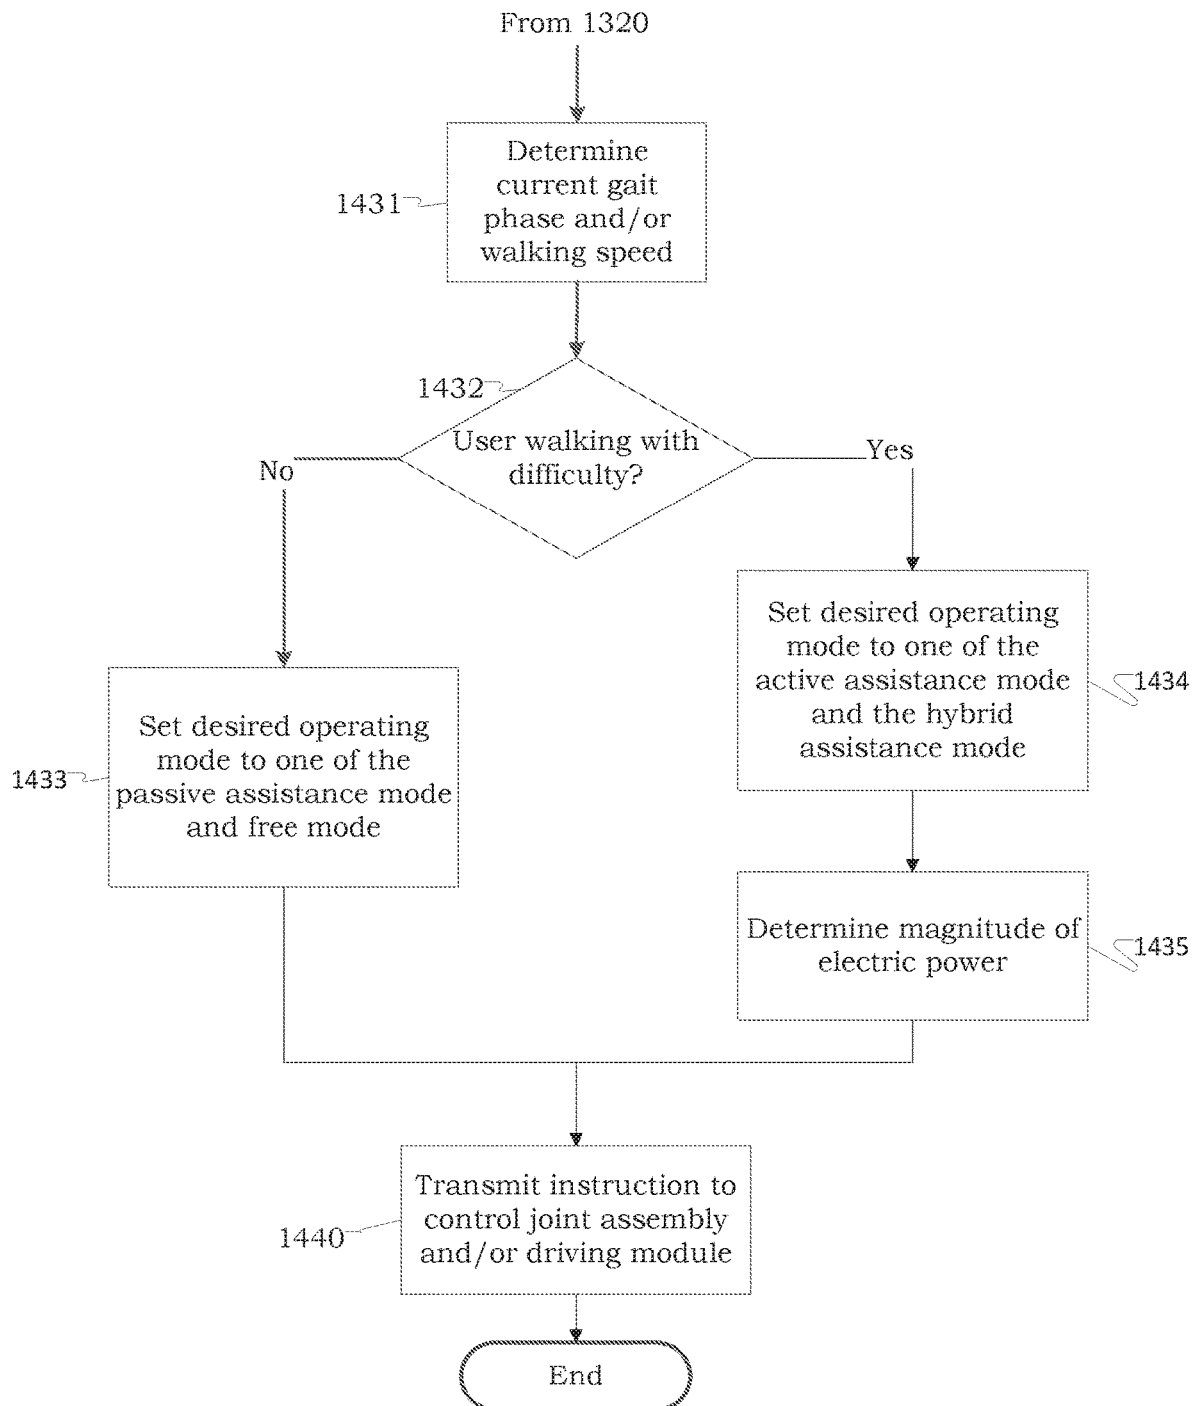 From 1320
Determine
current gait
phase and/or
walking speed
1431
1432
User walking with
difficulty?
No
Yes
Set desired operating
mode to one of the
active assistance mode
and the hybrid
assistance mode
1434
Set desired operating
mode to one of the
passive assistance mode
and free mode
1433
Determine magnitude of
electric power
1435
Transmit instruction to
control joint assembly
and/or driving module
1440
End